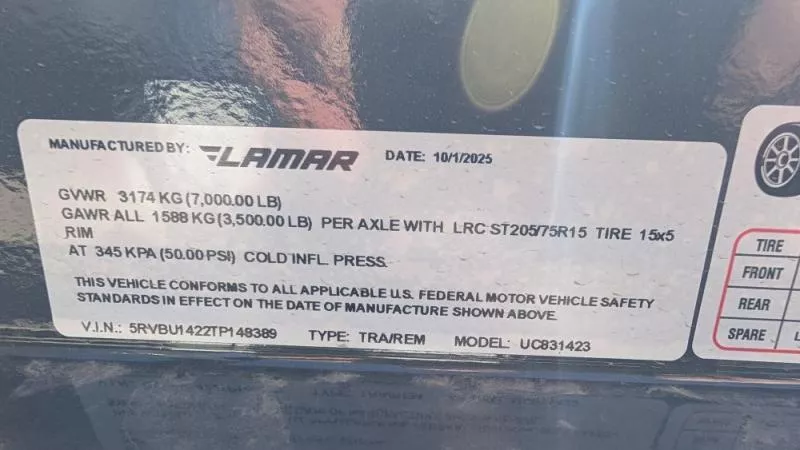 MANUFACTURED BY: LAMAR DATE: 10/1/2025
GVWR 3174 KG (7,000.00 LB)
GAWR ALL 1588 KG (3,500.00 LB) PER AXLE WITH LRC ST205/75R15 TIRE 15x5
RIM
AT 345 KPA (50.00 PSI) COLD INFL. PRESS.
THIS VEHICLE CONFORMS TO ALL APPLICABLE U.S. FEDERAL MOTOR VEHICLE SAFETY
STANDARDS IN EFFECT ON THE DATE OF MANUFACTURE SHOWN ABOVE.
V.I.N.: 5RVBU1422TP148389 TYPE: TRA/REM MODEL: UC831423
TIRE
FRONT
REAR
SPARE